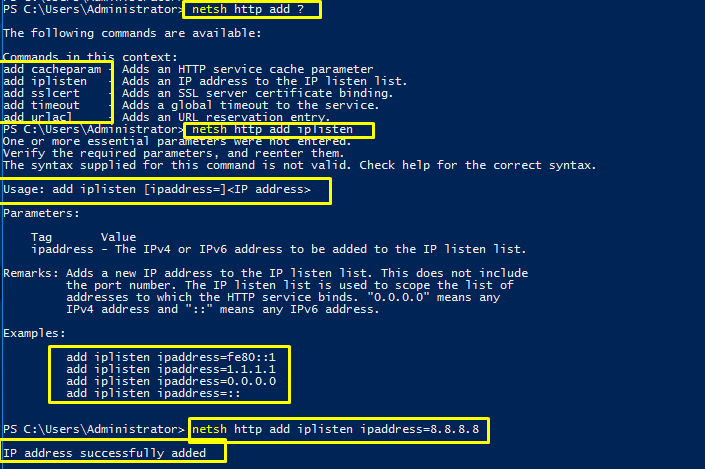 PS C:\Users\Administrator> netsh http add ?
The following commands are available:
Commands in this context:
add cacheparam - Adds an HTTP service cache parameter
add iplisten - Adds an IP address to the IP listen list.
add sslcert - Adds an SSL server certificate binding.
add timeout - Adds a global timeout to the service.
add urlacl - Adds an URL reservation entry.
PS C:\Users\Administrator> netsh http add iplisten
One or more essential parameters were not entered.
Verify the required parameters, and reenter them.
The syntax supplied for this command is not valid. Check help for the correct syntax.
Usage: add iplisten [ipaddress=]<IP address>
Parameters:
Tag Value
ipaddress - The IPv4 or IPv6 address to be added to the IP listen list.
Remarks: Adds a new IP address to the IP listen list. This does not include
the port number. The IP listen list is used to scope the list of
addresses to which the HTTP service binds. "0.0.0.0" means any
IPv4 address and "::" means any IPv6 address.
Examples:
add iplisten ipaddress=fe80::1
add iplisten ipaddress=1.1.1.1
add iplisten ipaddress=0.0.0.0
add iplisten ipaddress=::
PS C:\Users\Administrator> netsh http add iplisten ipaddress=8.8.8.8
IP address successfully added